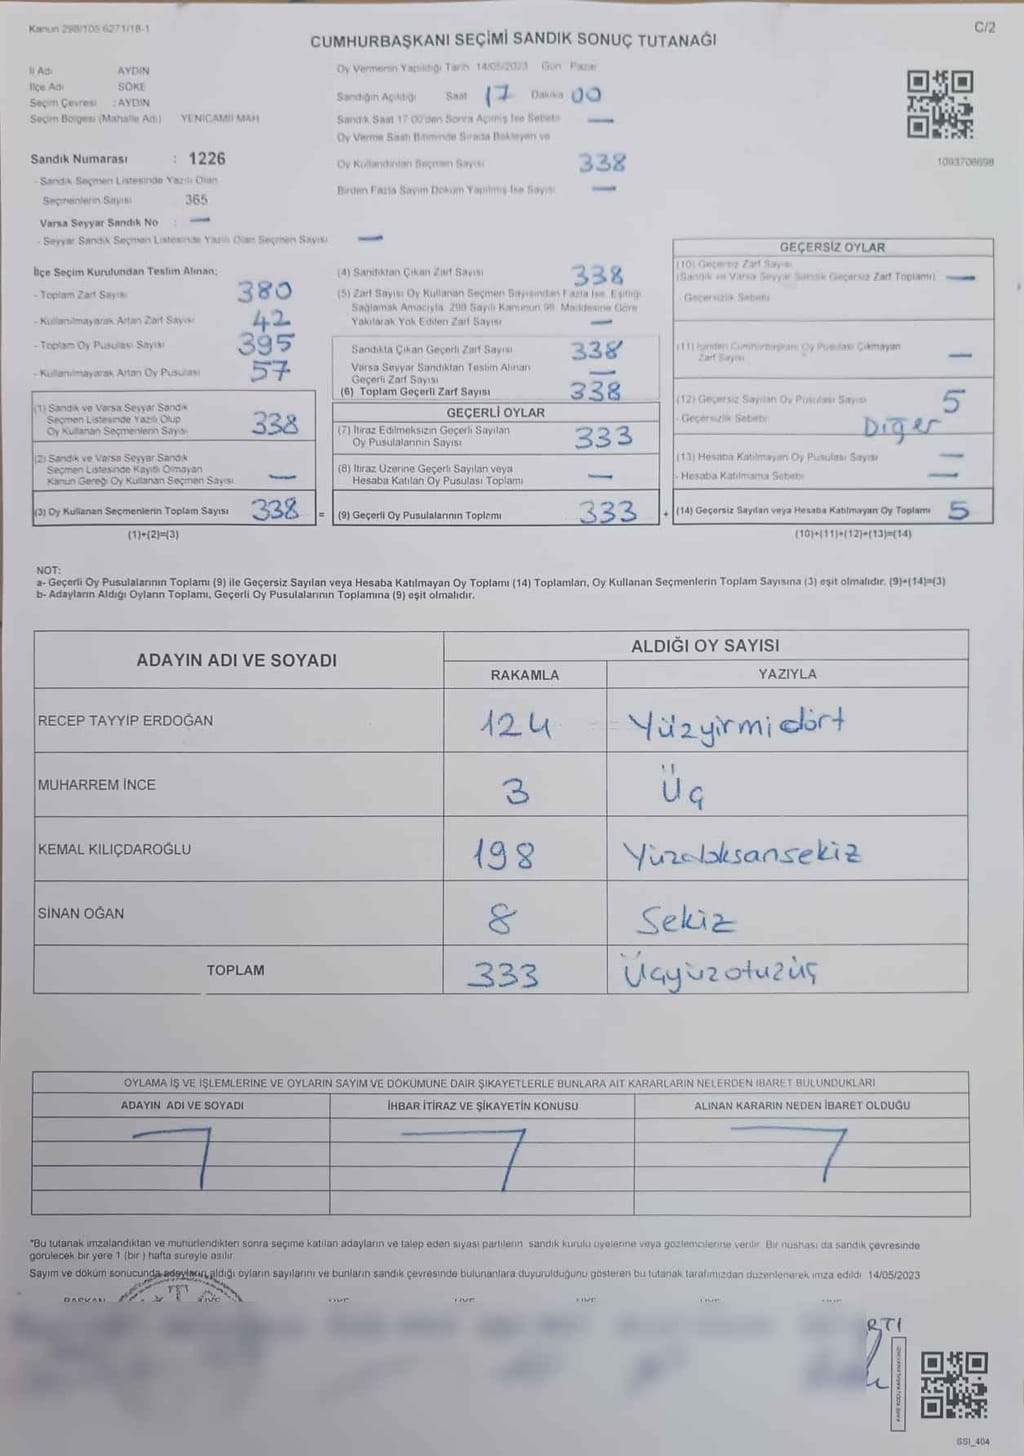 Kanun 298/105 6271/18-1
C/2
CUMHURBAŞKANI SEÇİMİ SANDIK SONUÇ TUTANAĞI
İl Adı AYDIN
İlçe Adı SÖKE
Seçim Çevresi : AYDIN
Seçim Bölgesi (Mahalle Adı) YENİCAMİİ MAH
Sandık Numarası : 1226
- Sandık Seçmen Listesinde Yazılı Olan
Seçmenlerin Sayısı 365
Varsa Seyyar Sandık No : —
- Seyyar Sandık Seçmen Listesinde Yazılı Olan Seçmen Sayısı —
Oy Vermenin Yapıldığı Tarih 14/05/2023 Gün Pazar
Sandığın Açıldığı Saat 17 Dakika 00
Sandık Saat 17:00'den Sonra Açılmış İse Sebebi —
Oy Verme Saati Bitiminde Sırada Bekleyen ve
Oy Kullandırılan Seçmen Sayısı 338
Birden Fazla Sayım Döküm Yapılmış İse Sayısı —
1093706698
İlçe Seçim Kurulundan Teslim Alınan:
- Toplam Zarf Sayısı 380
- Kullanılmayarak Artan Zarf Sayısı 42
- Toplam Oy Pusulası Sayısı 395
- Kullanılmayarak Artan Oy Pusulası 57
(1) Sandık ve Varsa Seyyar Sandık
Seçmen Listesinde Yazılı Olup
Oy Kullanan Seçmenlerin Sayısı 338
(2) Sandık ve Varsa Seyyar Sandık
Seçmen Listesinde Kayıtlı Olmayan
Kanun Gereği Oy Kullanan Seçmen Sayısı —
(3) Oy Kullanan Seçmenlerin Toplam Sayısı 338 =
(1)+(2)=(3)
(4) Sandıktan Çıkan Zarf Sayısı 338
(5) Zarf Sayısı Oy Kullanan Seçmen Sayısından Fazla İse, Eşitliği
Sağlamak Amacıyla, 298 Sayılı Kanunun 98. Maddesine Göre
Yakılarak Yok Edilen Zarf Sayısı —
Sandıkta Çıkan Geçerli Zarf Sayısı 338
Varsa Seyyar Sandıktan Teslim Alınan
Geçerli Zarf Sayısı —
(6) Toplam Geçerli Zarf Sayısı 338
GEÇERLİ OYLAR
(7) İtiraz Edilmeksizin Geçerli Sayılan
Oy Pusulalarının Sayısı 333
(8) İtiraz Üzerine Geçerli Sayılan veya
Hesaba Katılan Oy Pusulası Toplamı —
(9) Geçerli Oy Pusulalarının Toplamı 333 +
GEÇERSİZ OYLAR
(10) Geçersiz Zarf Sayısı
(Sandık ve Varsa Seyyar Sandık Geçersiz Zarf Toplamı) —
- Geçersizlik Sebebi
(11) İçinden Cumhurbaşkanı Oy Pusulası Çıkmayan
Zarf Sayısı —
(12) Geçersiz Sayılan Oy Pusulası Sayısı 5
- Geçersizlik Sebebi Diğer
(13) Hesaba Katılmayan Oy Pusulası Sayısı —
- Hesaba Katılmama Sebebi —
(14) Geçersiz Sayılan veya Hesaba Katılmayan Oy Toplamı 5
(10)+(11)+(12)+(13)=(14)
NOT:
a- Geçerli Oy Pusulalarının Toplamı (9) ile Geçersiz Sayılan veya Hesaba Katılmayan Oy Toplamı (14) Toplamları, Oy Kullanan Seçmenlerin Toplam Sayısına (3) eşit olmalıdır. (9)+(14)=(3)
b- Adayların Aldığı Oyların Toplamı, Geçerli Oy Pusulalarının Toplamına (9) eşit olmalıdır.
ADAYIN ADI VE SOYADI ALDIĞI OY SAYISI
RAKAMLA YAZIYLA
RECEP TAYYİP ERDOĞAN 124 Yüzyirmidört
MUHARREM İNCE 3 Üç
KEMAL KILIÇDAROĞLU 198 Yüzdoksansekiz
SİNAN OĞAN 8 Sekiz
TOPLAM 333 Üçyüzotuzüç
OYLAMA İŞ VE İŞLEMLERİNE VE OYLARIN SAYIM VE DÖKÜMÜNE DAİR ŞİKAYETLERLE BUNLARA AİT KARARLARIN NELERDEN İBARET BULUNDUKLARI
ADAYIN ADI VE SOYADI İHBAR İTİRAZ VE ŞİKAYETİN KONUSU ALINAN KARARIN NEDEN İBARET OLDUĞU
*Bu tutanak imzalandıktan ve mühürlendikten sonra seçime katılan adayların ve talep eden siyasi partilerin sandık kurulu üyelerine veya gözlemcilerine verilir. Bir nüshası da sandık çevresinde
görülecek bir yere 1 (bir) hafta süreyle asılır.
Sayım ve döküm sonucunda adayların aldığı oyların sayılarını ve bunların sandık çevresinde bulunanlara duyurulduğunu gösteren bu tutanak tarafımızdan düzenlenerek imza edildi 14/05/2023
BAŞKAN ÜYE ÜYE ÜYE ÜYE ÜYE
RTI
SSI_404